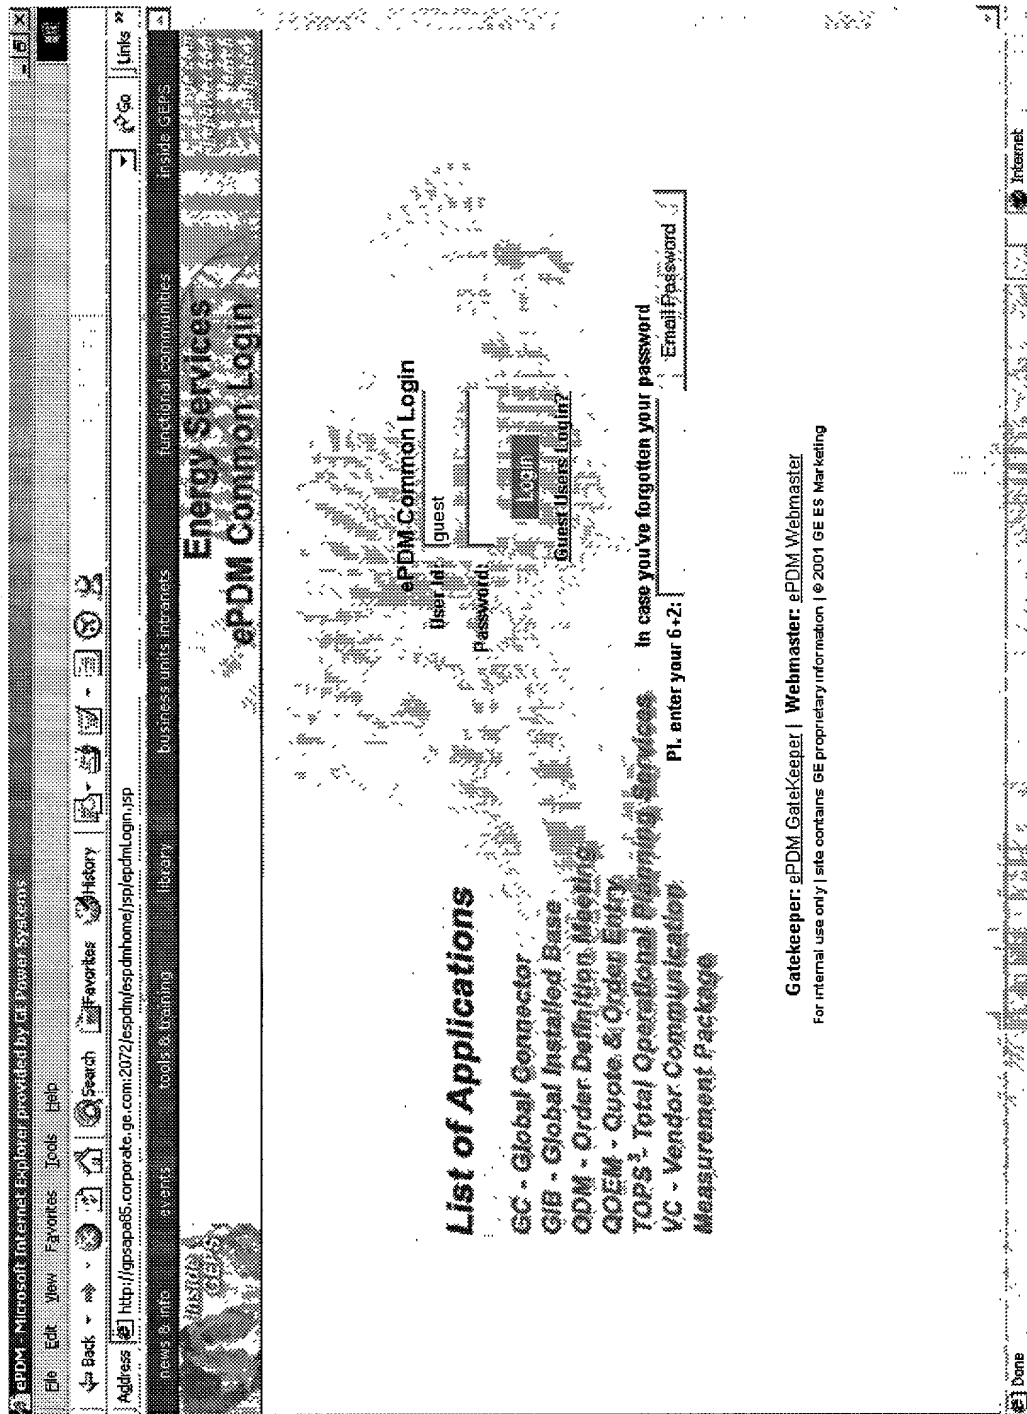 ePDM - Microsoft Internet Explorer provided by GE Power Systems
File Edit View Favorites Tools Help
Back Search Favorites History
Address http://gpsapa85.corporate.ge.com:2072/espdm/espdmhome/jsp/epdmLogin.jsp Go Links »
news & info events tools & training library business units intranets functional communities inside GEPS
inside GEPS
Energy Services
ePDM Common Login
List of Applications
GC - Global Connector
GIB - Global Installed Base
ODM - Order Definition Meeting
QOEM - Quote & Order Entry
TOPS³ - Total Operational Planning Services
VC - Vendor Communication
Measurement Package
ePDM Common Login
User Id: guest
Password:
Login
Guest Users Login?
In case you've forgotten your password
Pl. enter your 6+2: Email Password
Gatekeeper: ePDM GateKeeper | Webmaster: ePDM Webmaster
For internal use only | site contains GE proprietary information | © 2001 GE ES Marketing
Done Internet